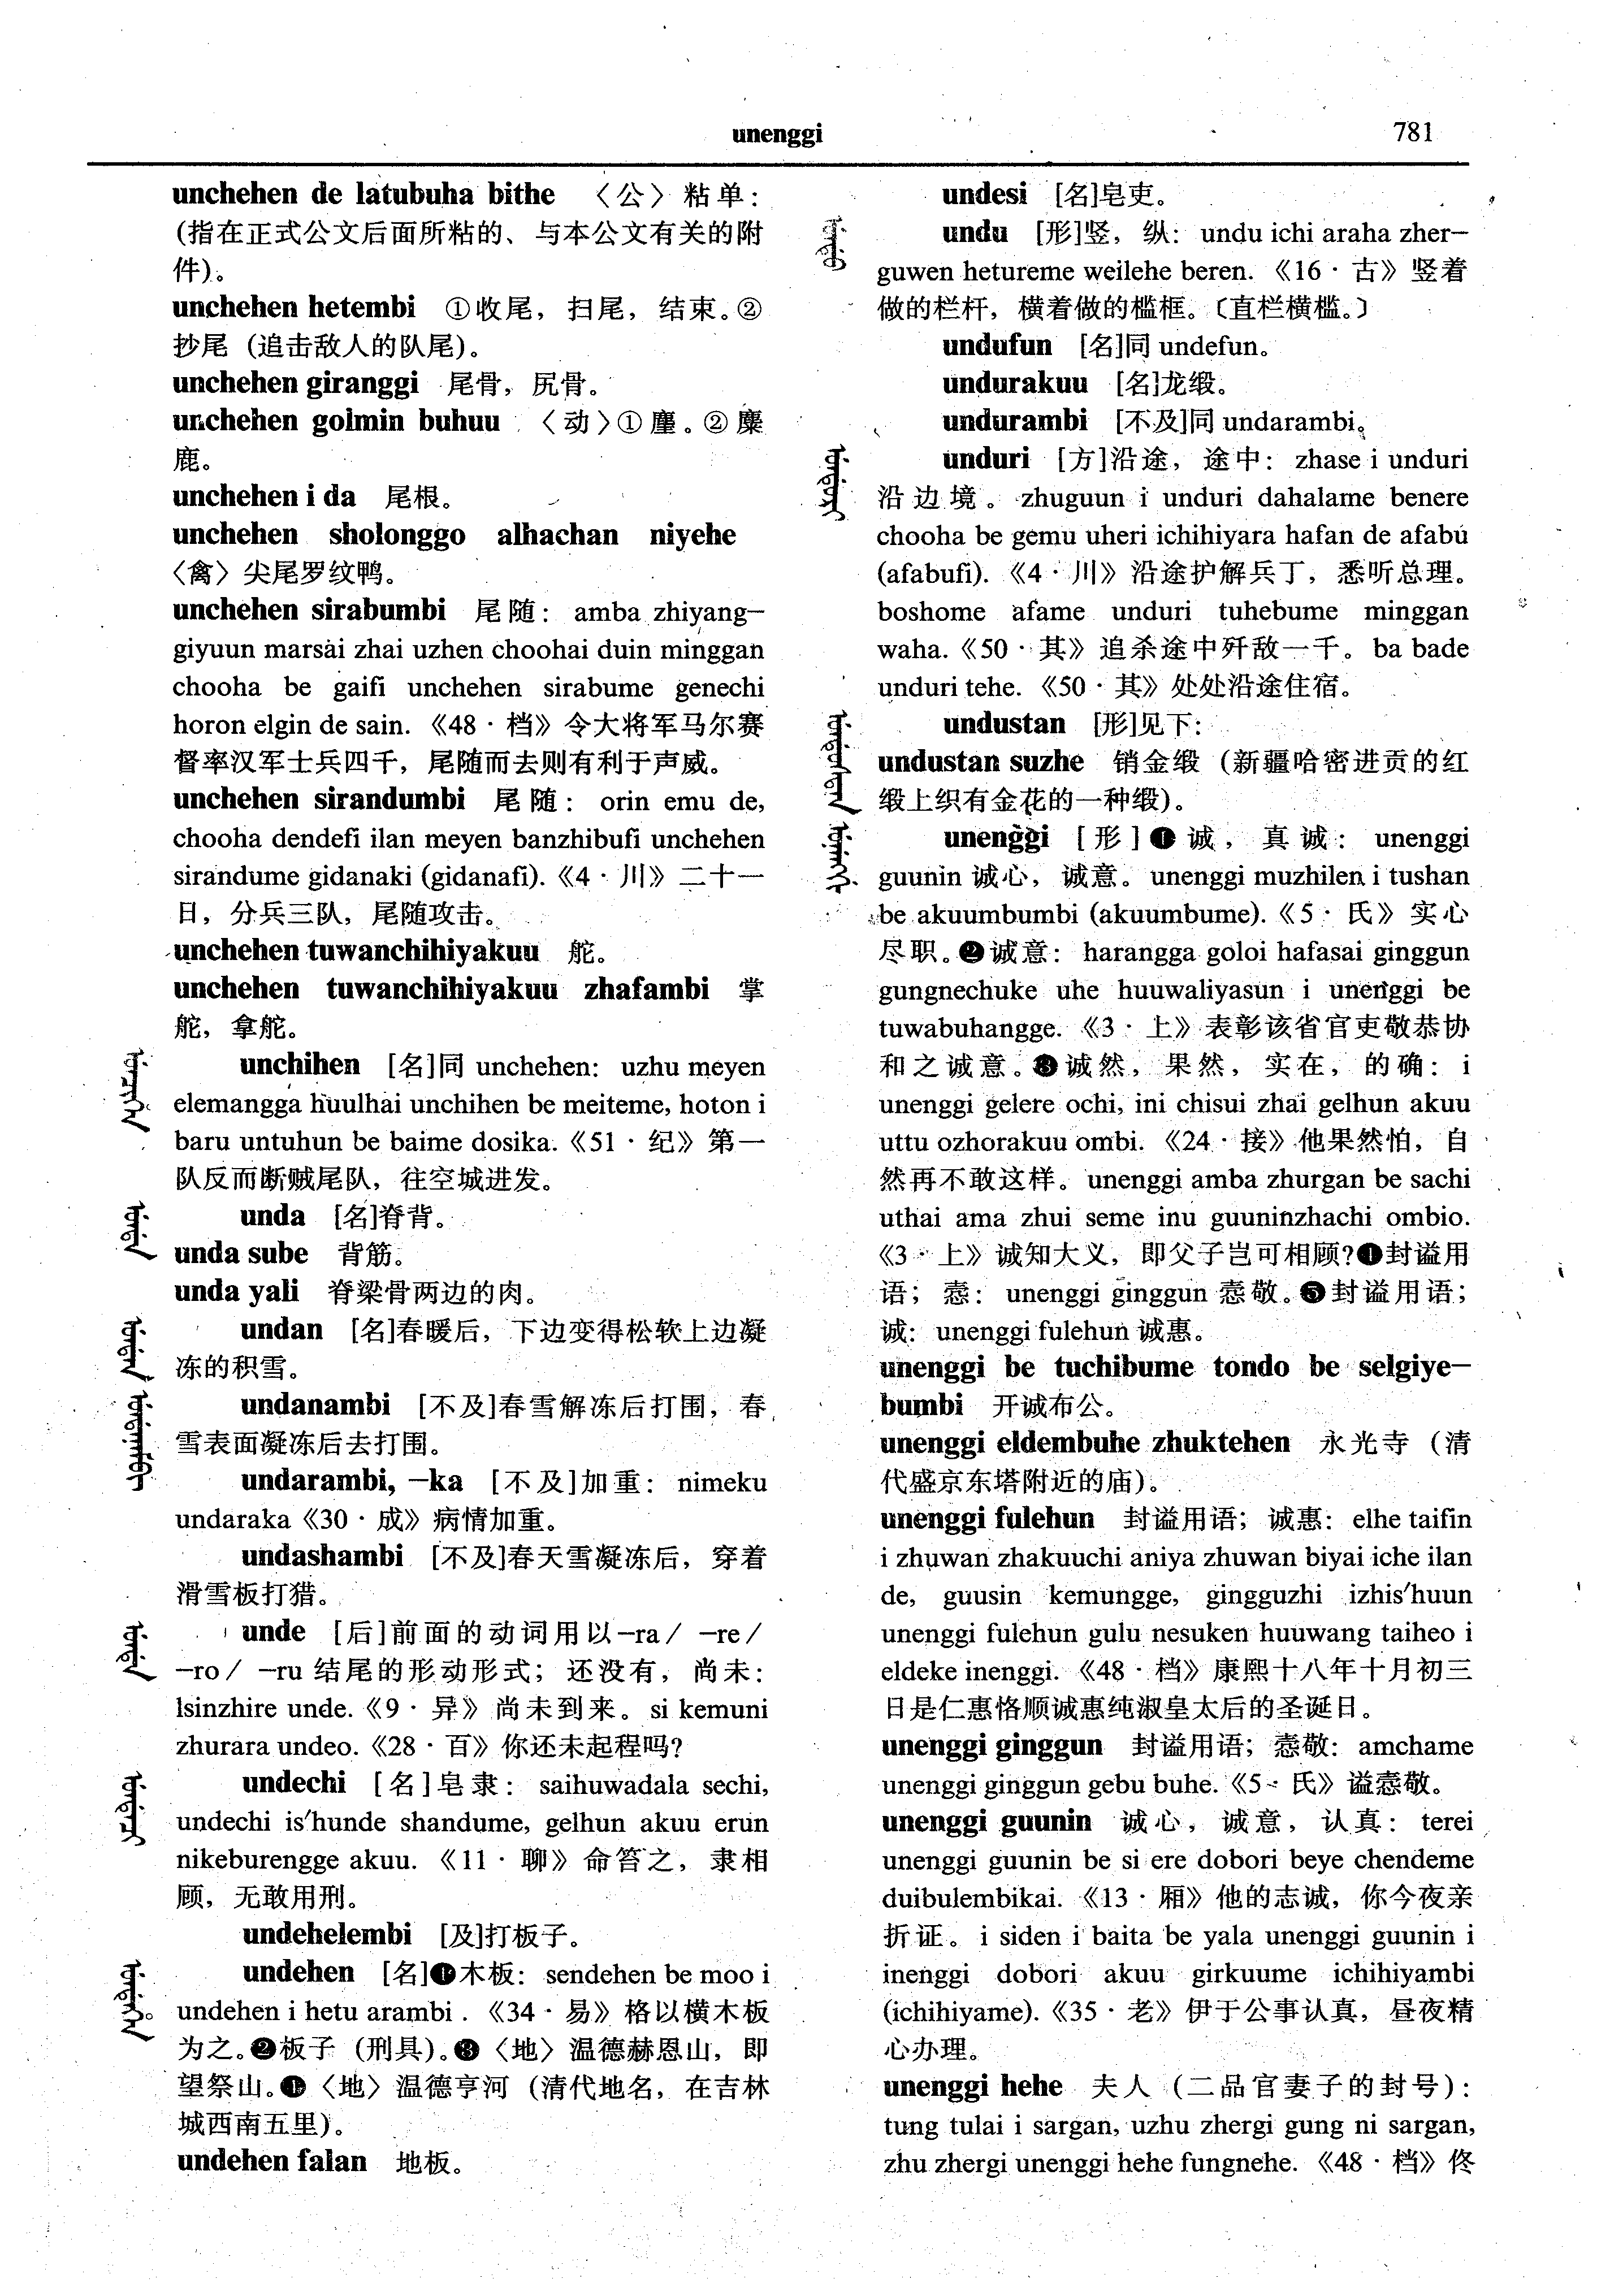 unenggi
781
unchehen de latubuha bithe 〈公〉粘单：
(指在正式公文后面所粘的、与本公文有关的附
件)。
unchehen hetembi ①收尾，扫尾，结束。②
抄尾（追击敌人的队尾)。
unchehen giranggi 尾骨，尻骨。
unchehen golmin buhuu 〈动〉①麈。②麋
鹿。
unchehen i da 尾根。
unchehen sholonggo alhachan niyehe
〈禽〉尖尾罗纹鸭。
unchehen sirabumbi 尾随：amba zhiyang–
giyuun marsai zhai uzhen choohai duin minggan
chooha be gaifi unchehen sirabume genechi
horon elgin de sain.《48·档》令大将军马尔赛
督率汉军士兵四千，尾随而去则有利于声威。
unchehen sirandumbi 尾随：orin emu de,
chooha dendefi ilan meyen banzhibufi unchehen
sirandume gidanaki (gidanafi).《4·川》二十一
日，分兵三队，尾随攻击。
unchehen tuwanchihiyakuu 舵。
unchehen tuwanchihiyakuu zhafambi 掌
舵，拿舵。
unchihen [名]同 unchehen：uzhu meyen
elemangga huulhai unchihen be meiteme, hoton i
baru untuhun be baime dosika.《51·纪》第一
队反而断贼尾队，往空城进发。
unda [名]脊背。
unda sube 背筋。
unda yali 脊梁骨两边的肉。
undan [名]春暖后，下边变得松软上边凝
冻的积雪。
undanambi [不及]春雪解冻后打围，春
雪表面凝冻后去打围。
undarambi, –ka [不及]加重：nimeku
undaraka《30·成》病情加重。
undashambi [不及]春天雪凝冻后，穿着
滑雪板打猎。
unde [后]前面的动词用以–ra／ –re／
–ro／ –ru 结尾的形动形式；还没有，尚未：
lsinzhire unde.《9·异》尚未到来。si kemuni
zhurara undeo.《28·百》你还未起程吗?
undechi [名]皂隶：saihuwadala sechi,
undechi is′hunde shandume, gelhun akuu erun
nikeburengge akuu.《11·聊》命笞之，隶相
顾，无敢用刑。
undehelembi [及]打板子。
undehen [名]❶木板：sendehen be moo i
undehen i hetu arambi .《34·易》格以横木板
为之。❷板子（刑具)。❸〈地〉温德赫恩山，即
望祭山。❹〈地〉温德亨河（清代地名，在吉林
城西南五里)。
undehen falan 地板。
undesi [名]皂吏。
undu [形]竖，纵：undu ichi araha zher–
guwen hetureme weilehe beren.《16·古》竖着
做的栏杆，横着做的槛框。〔直栏横槛。〕
undufun [名]同 undefun。
undurakuu [名]龙缎。
undurambi [不及]同 undarambi。
unduri [方]沿途，途中：zhase i unduri
沿边境。zhuguun i unduri dahalame benere
chooha be gemu uheri ichihiyara hafan de afabu
(afabufi).《4·川》沿途护解兵丁，悉听总理。
boshome afame unduri tuhebume minggan
waha.《50·其》追杀途中歼敌一千。ba bade
unduri tehe.《50·其》处处沿途住宿。
undustan [形]见下：
undustan suzhe 销金缎（新疆哈密进贡的红
缎上织有金花的一种缎)。
unenggi [形]❶诚，真诚：unenggi
guunin 诚心，诚意。unenggi muzhilen i tushan
be akuumbumbi (akuumbume).《5·氏》实心
尽职。❷诚意：harangga goloi hafasai ginggun
gungnechuke uhe huuwaliyasun i unenggi be
tuwabuhangge.《3·上》表彰该省官吏敬恭协
和之诚意。❸诚然，果然，实在，的确：i
unenggi gelere ochi, ini chisui zhai gelhun akuu
uttu ozhorakuu ombi.《24·接》他果然怕，自
然再不敢这样。unenggi amba zhurgan be sachi
uthai ama zhui seme inu guuninzhachi ombio.
《3·上》诚知大义，即父子岂可相顾?❹封谥用
语；悫：unenggi ginggun 悫敬。❺封谥用语；
诚：unenggi fulehun 诚惠。
unenggi be tuchibume tondo be selgiye–
bumbi 开诚布公。
unenggi eldembuhe zhuktehen 永光寺（清
代盛京东塔附近的庙)。
unenggi fulehun 封谥用语；诚惠：elhe taifin
i zhuwan zhakuuchi aniya zhuwan biyai iche ilan
de, guusin kemungge, gingguzhi izhis′huun
unenggi fulehun gulu nesuken huuwang taiheo i
eldeke inenggi.《48·档》康熙十八年十月初三
日是仁惠恪顺诚惠纯淑皇太后的圣诞日。
unenggi ginggun 封谥用语；悫敬：amchame
unenggi ginggun gebu buhe.《5·氏》谥悫敬。
unenggi guunin 诚心，诚意，认真：terei
unenggi guunin be si ere dobori beye chendeme
duibulembikai.《13·厢》他的志诚，你今夜亲
折证。i siden i baita be yala unenggi guunin i
inenggi dobori akuu girkuume ichihiyambi
(ichihiyame).《35·老》伊于公事认真，昼夜精
心办理。
unenggi hehe 夫人（二品官妻子的封号)：
tung tulai i sargan, uzhu zhergi gung ni sargan,
zhu zhergi unenggi hehe fungnehe.《48·档》佟